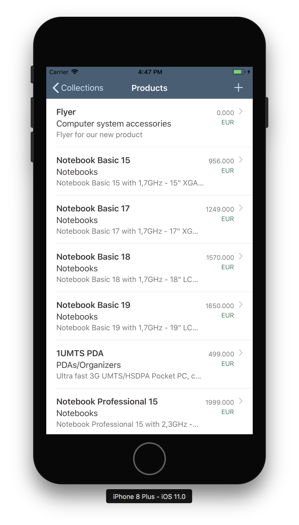 Carrier 4:47 PM
Collections Products +
Flyer 0.000
Computer system accessories EUR
Flyer for our new product
Notebook Basic 15 956.000
Notebooks EUR
Notebook Basic 15 with 1,7GHz - 15" XGA...
Notebook Basic 17 1249.000
Notebooks EUR
Notebook Basic 17 with 1,7GHz - 17" XG...
Notebook Basic 18 1570.000
Notebooks EUR
Notebook Basic 18 with 1,7GHz - 18" LC...
Notebook Basic 19 1650.000
Notebooks EUR
Notebook Basic 19 with 1,7GHz - 19" LC...
1UMTS PDA 499.000
PDAs/Organizers EUR
Ultra fast 3G UMTS/HSDPA Pocket PC, c...
Notebook Professional 15 1999.000
Notebooks EUR
Notebook Professional 15 with 2,3GHz -...
iPhone 8 Plus - iOS 11.0